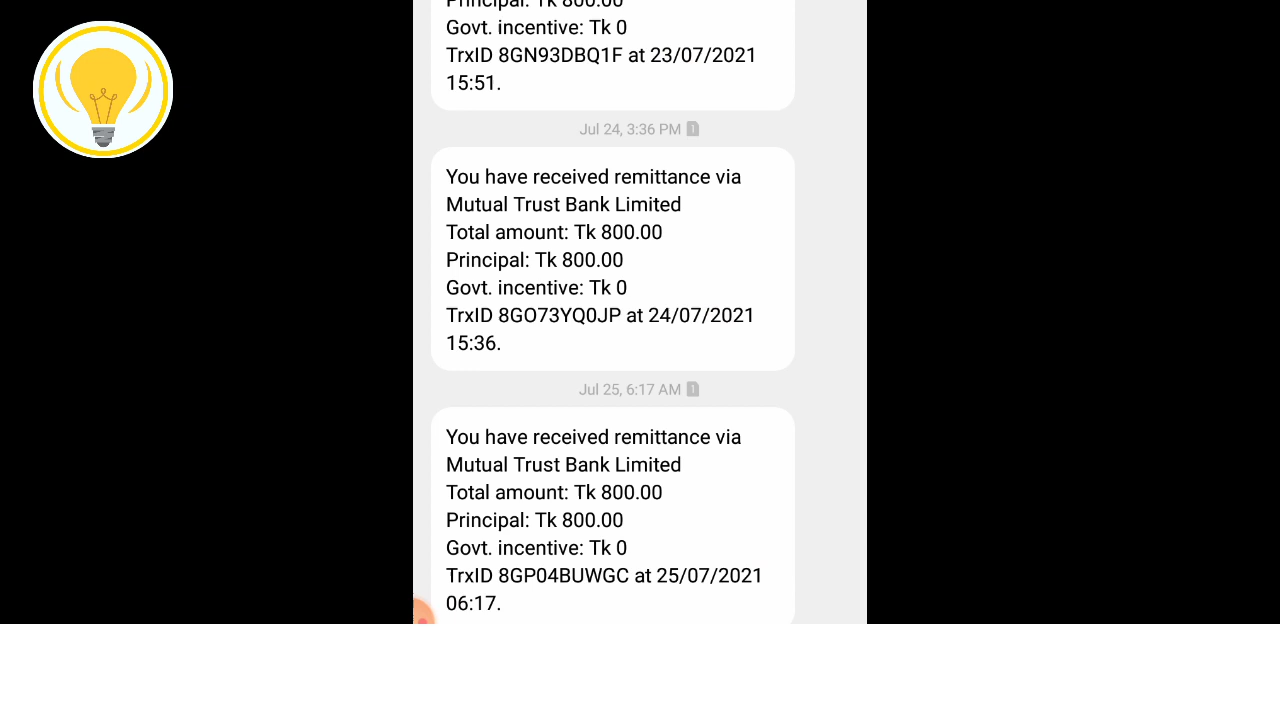 Principal: Tk 800.00
Govt. incentive: Tk 0
TrxID 8GN93DBQ1F at 23/07/2021
15:51.
Jul 24, 3:36 PM 1
You have received remittance via
Mutual Trust Bank Limited
Total amount: Tk 800.00
Principal: Tk 800.00
Govt. incentive: Tk 0
TrxID 8GO73YQ0JP at 24/07/2021
15:36.
Jul 25, 6:17 AM 1
You have received remittance via
Mutual Trust Bank Limited
Total amount: Tk 800.00
Principal: Tk 800.00
Govt. incentive: Tk 0
TrxID 8GP04BUWGC at 25/07/2021
06:17.